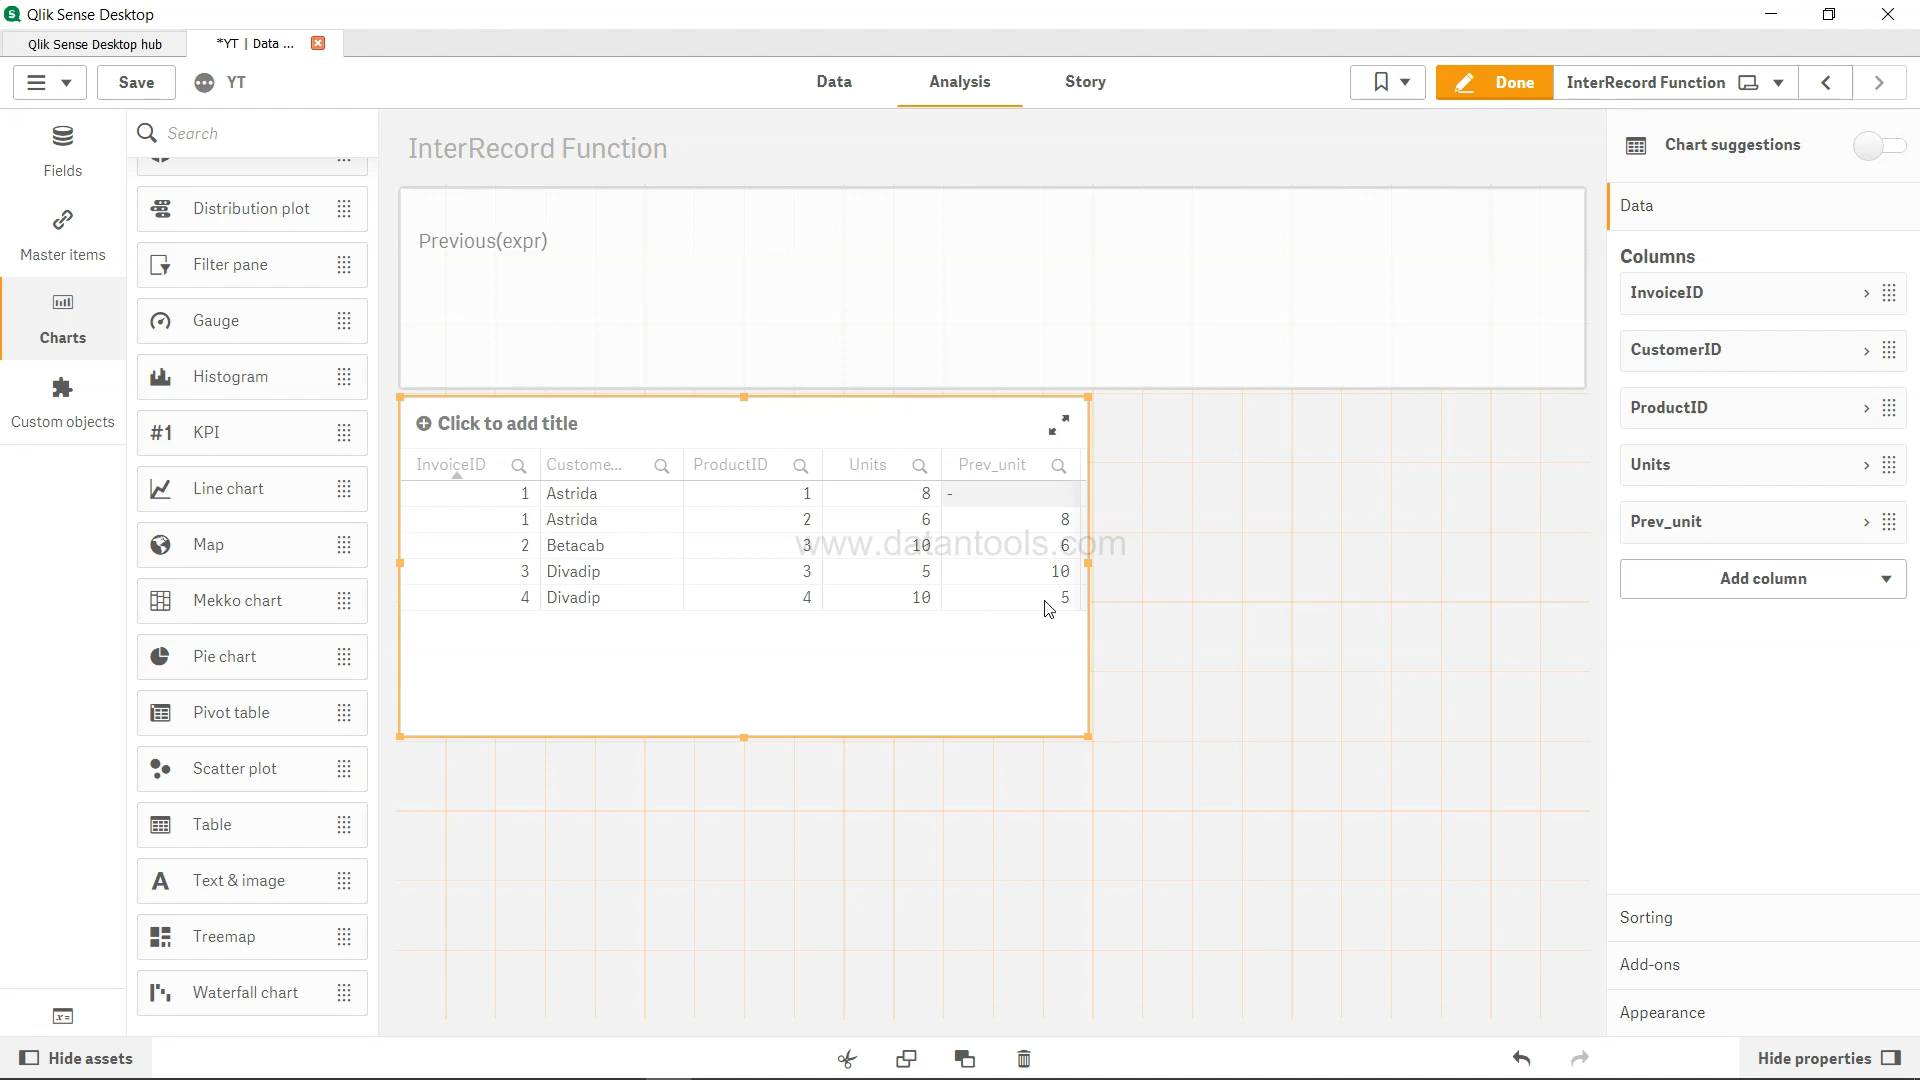 Qlik Sense Desktop
Qlik Sense Desktop hub
*YT | Data ...
Save
YT
Data
Analysis
Story
Done
InterRecord Function
Fields
Master items
Charts
Custom objects
Search
Distribution plot
Filter pane
Gauge
Histogram
#1 KPI
Line chart
Map
Mekko chart
Pie chart
Pivot table
Scatter plot
Table
A Text & image
Treemap
Waterfall chart
InterRecord Function
Previous(expr)
Click to add title
InvoiceID Custome... ProductID Units Prev_unit
1 Astrida 1 8 -
1 Astrida 2 6 8
2 Betacab 3 10 6
3 Divadip 3 5 10
4 Divadip 4 10 5
www.datantools.com
Chart suggestions
Data
Columns
InvoiceID
CustomerID
ProductID
Units
Prev_unit
Add column
Sorting
Add-ons
Appearance
Hide assets
Hide properties